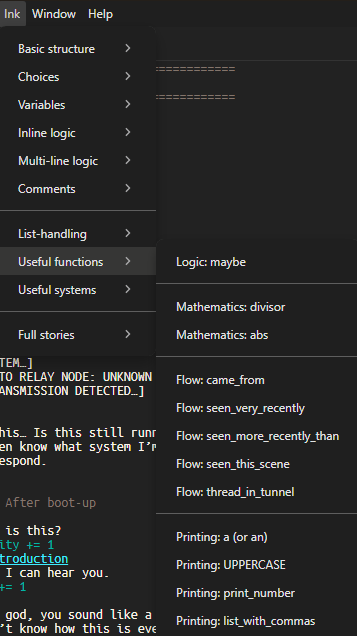 Ink Window Help
Basic structure
Choices
Variables
Inline logic
Multi-line logic
Comments
List-handling
Useful functions
Useful systems
Full stories
Logic: maybe
Mathematics: divisor
Mathematics: abs
Flow: came_from
Flow: seen_very_recently
Flow: seen_more_recently_than
Flow: seen_this_scene
Flow: thread_in_tunnel
Printing: a (or an)
Printing: UPPERCASE
Printing: print_number
Printing: list_with_commas
============
============
TEM…]
TO RELAY NODE: UNKNOWN
ANSMISSION DETECTED…]
his… Is this still runn
en know what system I’m
espond.
After boot-up
is this?
ity += 1
troduction
I can hear you.
+= 1
god, you sound like a
’t know how this is eve